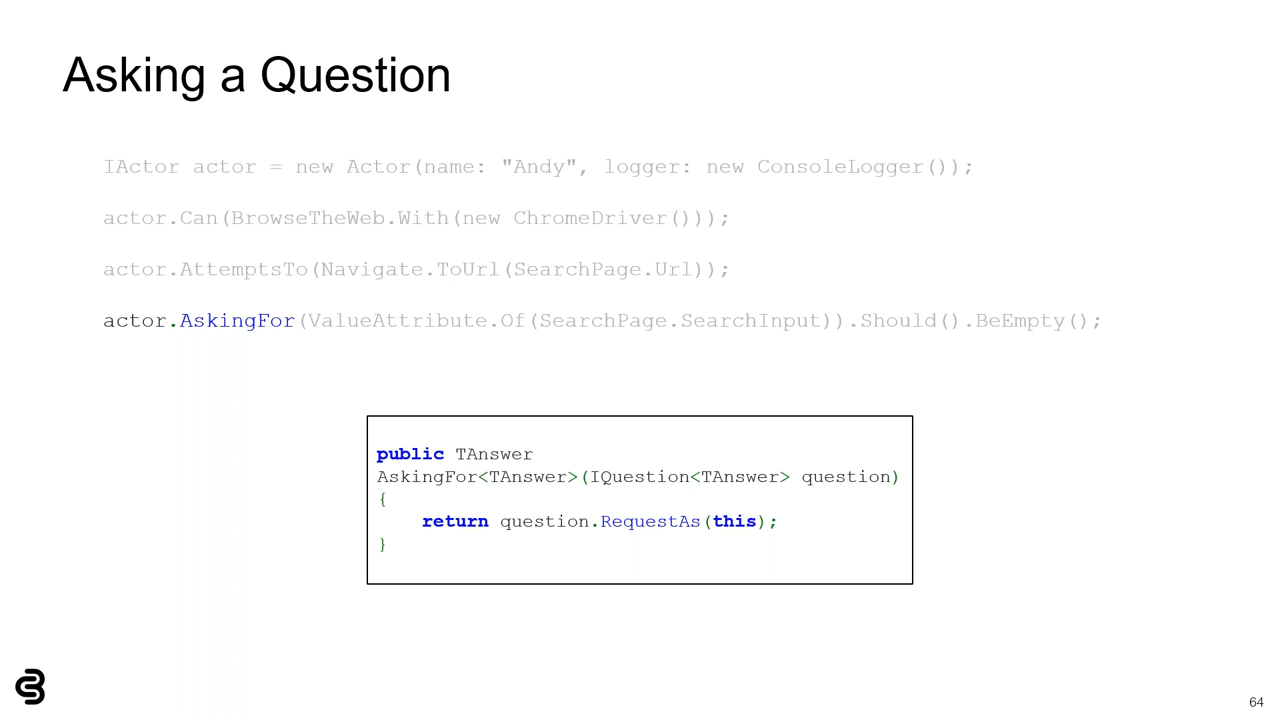 Asking a Question
IActor actor = new Actor(name: "Andy", logger: new ConsoleLogger());
actor.Can(BrowseTheWeb.With(new ChromeDriver()));
actor.AttemptsTo(Navigate.ToUrl(SearchPage.Url));
actor.AskingFor(ValueAttribute.Of(SearchPage.SearchInput)).Should().BeEmpty();
public TAnswer
AskingFor<TAnswer>(IQuestion<TAnswer> question)
{
    return question.RequestAs(this);
}
64